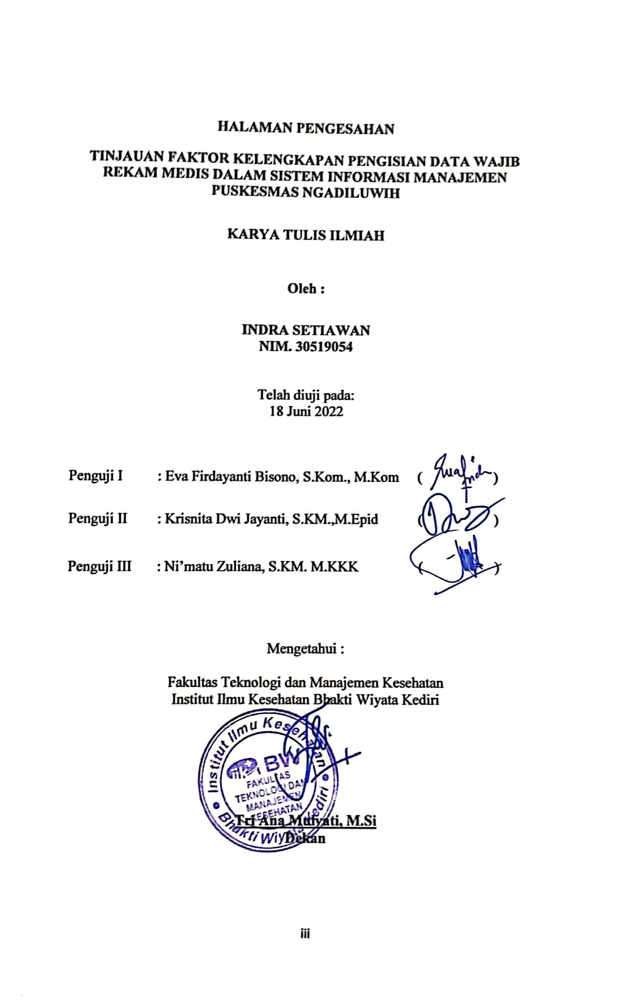 HALAMAN PENGESAHAN
TINJAUAN FAKTOR KELENGKAPAN PENGISIAN DATA WAJIB
REKAM MEDIS DALAM SISTEM INFORMASI MANAJEMEN
PUSKESMAS NGADILUWIH
KARYA TULIS ILMIAH
Oleh :
INDRA SETIAWAN
NIM. 30519054
Telah diuji pada:
18 Juni 2022
Penguji I : Eva Firdayanti Bisono, S.Kom., M.Kom ( )
Penguji II : Krisnita Dwi Jayanti, S.KM.,M.Epid ( )
Penguji III : Ni'matu Zuliana, S.KM. M.KKK ( )
Mengetahui :
Fakultas Teknologi dan Manajemen Kesehatan
Institut Ilmu Kesehatan Bhakti Wiyata Kediri
Institut Ilmu Kesehatan
BW
FAKULTAS
TEKNOLOGI DAN
MANAJEMEN
KESEHATAN
Bhakti Wiyata Kediri
Tri Ana Mulyati, M.Si
Dekan
iii